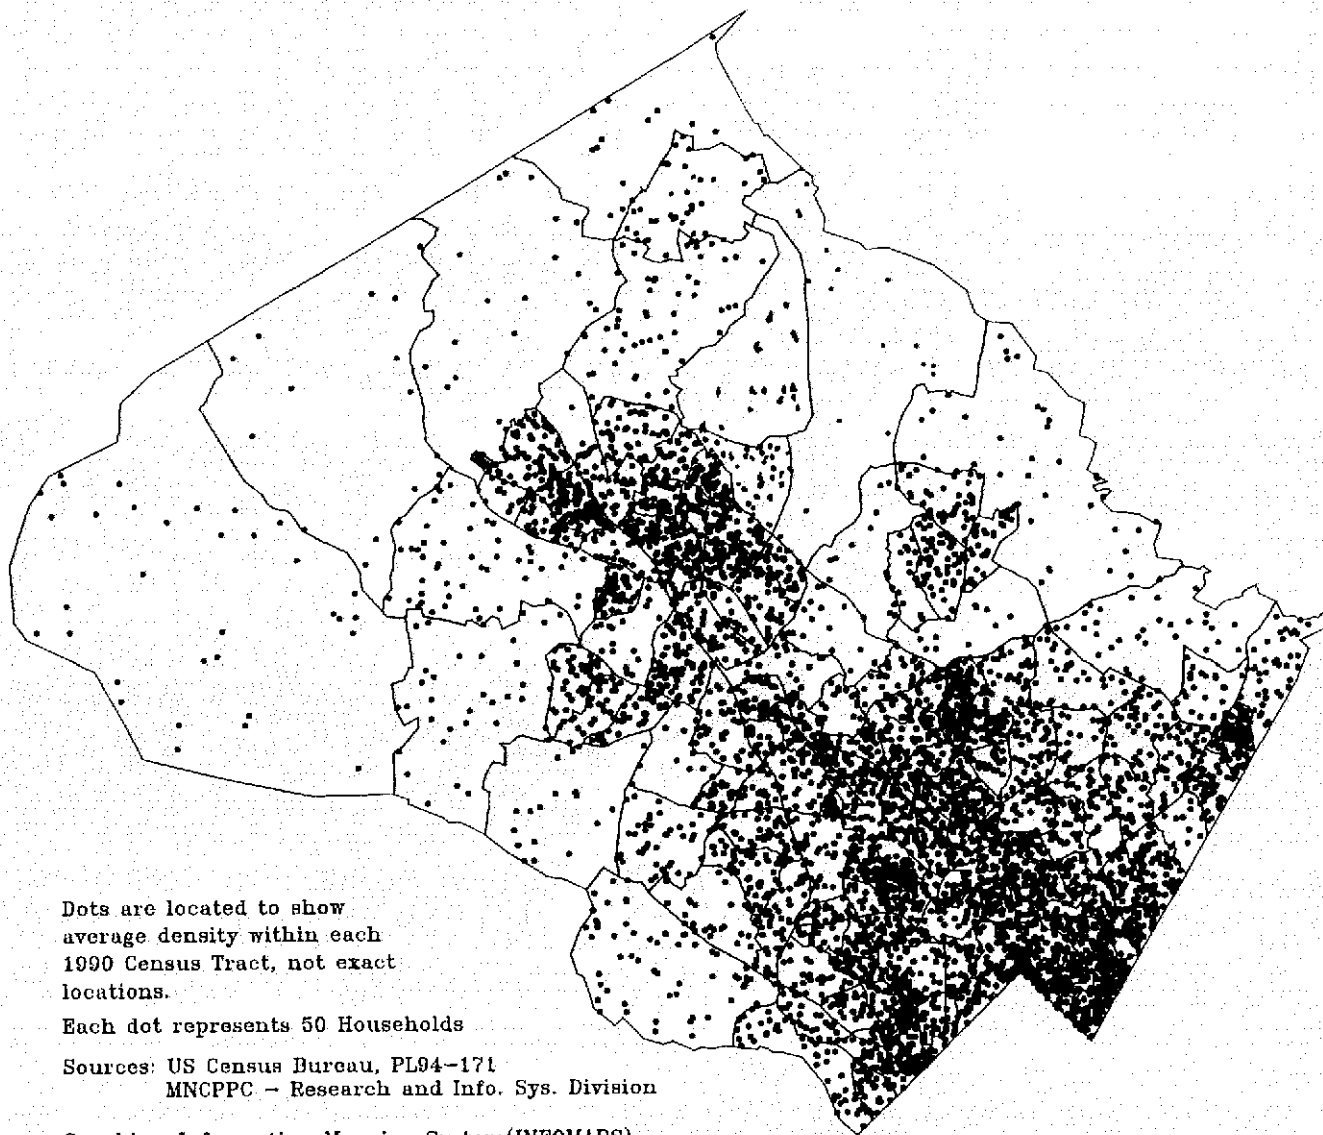 Dots are located to show
average density within each
1990 Census Tract, not exact
locations.
Each dot represents 50 Households
Sources: US Census Bureau, PL94-171
MNCPPC - Research and Info. Sys. Division